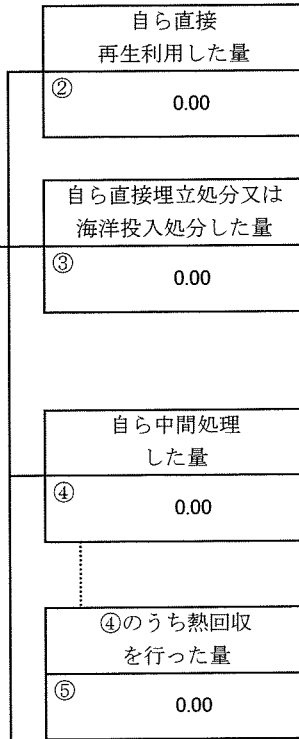 自ら直接
再生利用した量
②
0.00
自ら直接埋立処分又は
海洋投入処分した量
③
0.00
自ら中間処理
した量
④
0.00
④のうち熱回収
を行った量
⑤
0.00